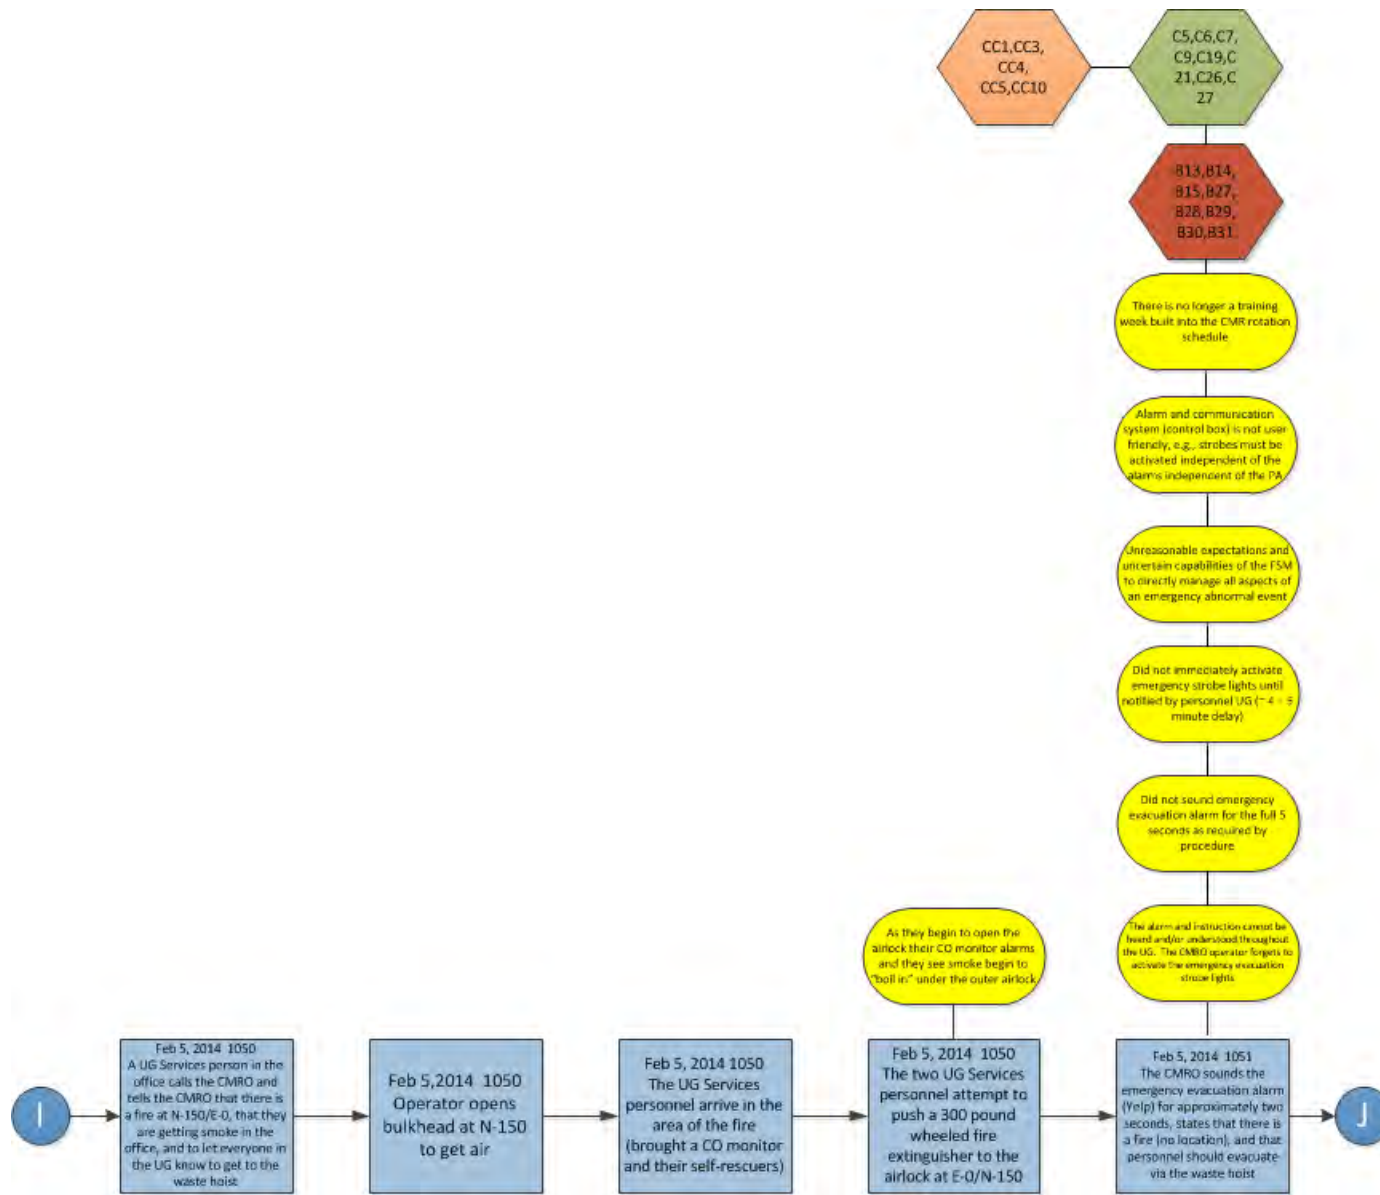 CC1,CC3,
CC4,
CC5,CC10
C5,C6,C7,
C9,C19,C
21,C26,C
27
B13,B14,
B15,B27,
B28,B29,
B30,B31
There is no longer a training
week built into the CMR rotation
schedule
Alarm and communication
system (control box) is not user
friendly, e.g., strobes must be
activated independent of the
alarms independent of the PA
Unreasonable expectations and
uncertain capabilities of the FSM
to directly manage all aspects of
an emergency abnormal event
Did not immediately activate
emergency strobe lights until
notified by personnel UG (
minute delay)
Did not sound emergency
evacuation alarm for the full 5
seconds as required by
procedure
As they begin to open the
airlock their CO monitor alarms
and they see smoke begin to
"boil in" under the outer airlock
The alarm and instruction cannot be
heard and/or understood throughout
the UG. The CMRO operator forgets to
activate the emergency evacuation
strobe lights
I
Feb 5, 2014 1050
A UG Services person in the
office calls the CMRO and
tells the CMRO that there is
a fire at N-150/E-0, that they
are getting smoke in the
office, and to let everyone in
the UG know to get to the
waste hoist
Feb 5,2014 1050
Operator opens
bulkhead at N-150
to get air
Feb 5, 2014 1050
The UG Services
personnel arrive in the
area of the fire
(brought a CO monitor
and their self-rescuers)
Feb 5, 2014 1050
The two UG Services
personnel attempt to
push a 300 pound
wheeled fire
extinguisher to the
airlock at E-0/N-150
Feb 5, 2014 1051
The CMRO sounds the
emergency evacuation alarm
(Yelp) for approximately two
seconds, states that there is
a fire (no location), and that
personnel should evacuate
via the waste hoist
J